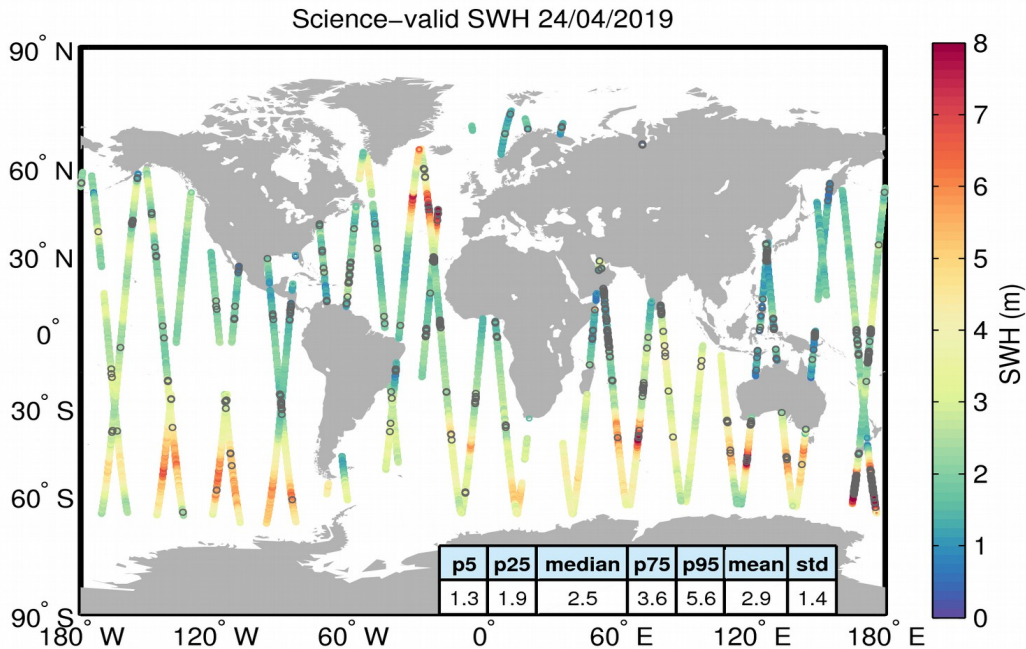 Science−valid SWH 24/04/2019
90° N
60° N
30° N
0°
30° S
60° S
90° S
180° W
120° W
60° W
0°
60° E
120° E
180° E
p5 p25 median p75 p95 mean std
1.3 1.9 2.5 3.6 5.6 2.9 1.4
8
7
6
5
4
3
2
1
0
SWH (m)